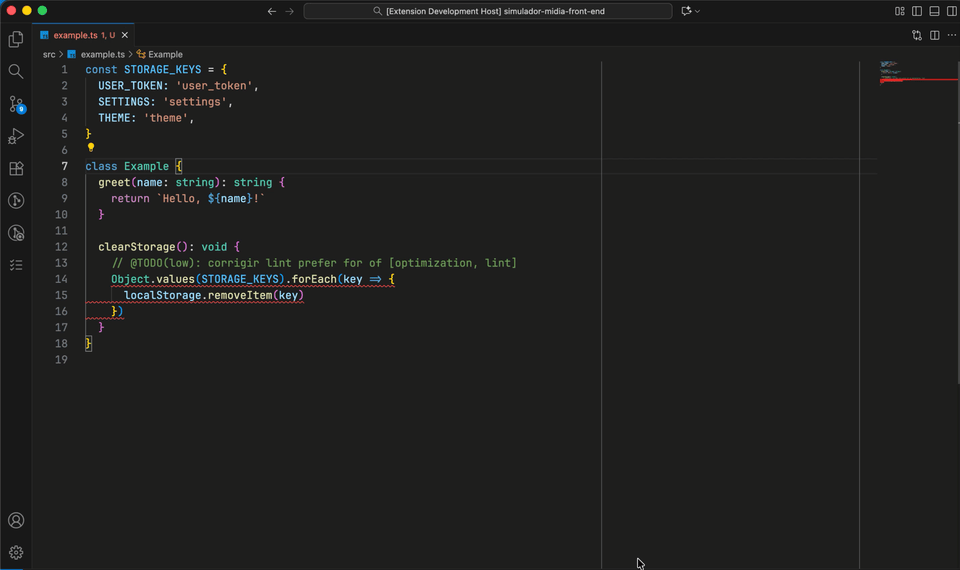 [Extension Development Host] simulador-midia-front-end
example.ts 1, U
src > example.ts > Example
1 const STORAGE_KEYS = {
2 USER_TOKEN: 'user_token',
3 SETTINGS: 'settings',
4 THEME: 'theme',
5 }
6
7 class Example {
8 greet(name: string): string {
9 return `Hello, ${name}!`
10 }
11
12 clearStorage(): void {
13 // @TODO(low): corrigir lint prefer for of [optimization, lint]
14 Object.values(STORAGE_KEYS).forEach(key => {
15 localStorage.removeItem(key)
16 })
17 }
18 }
19
9